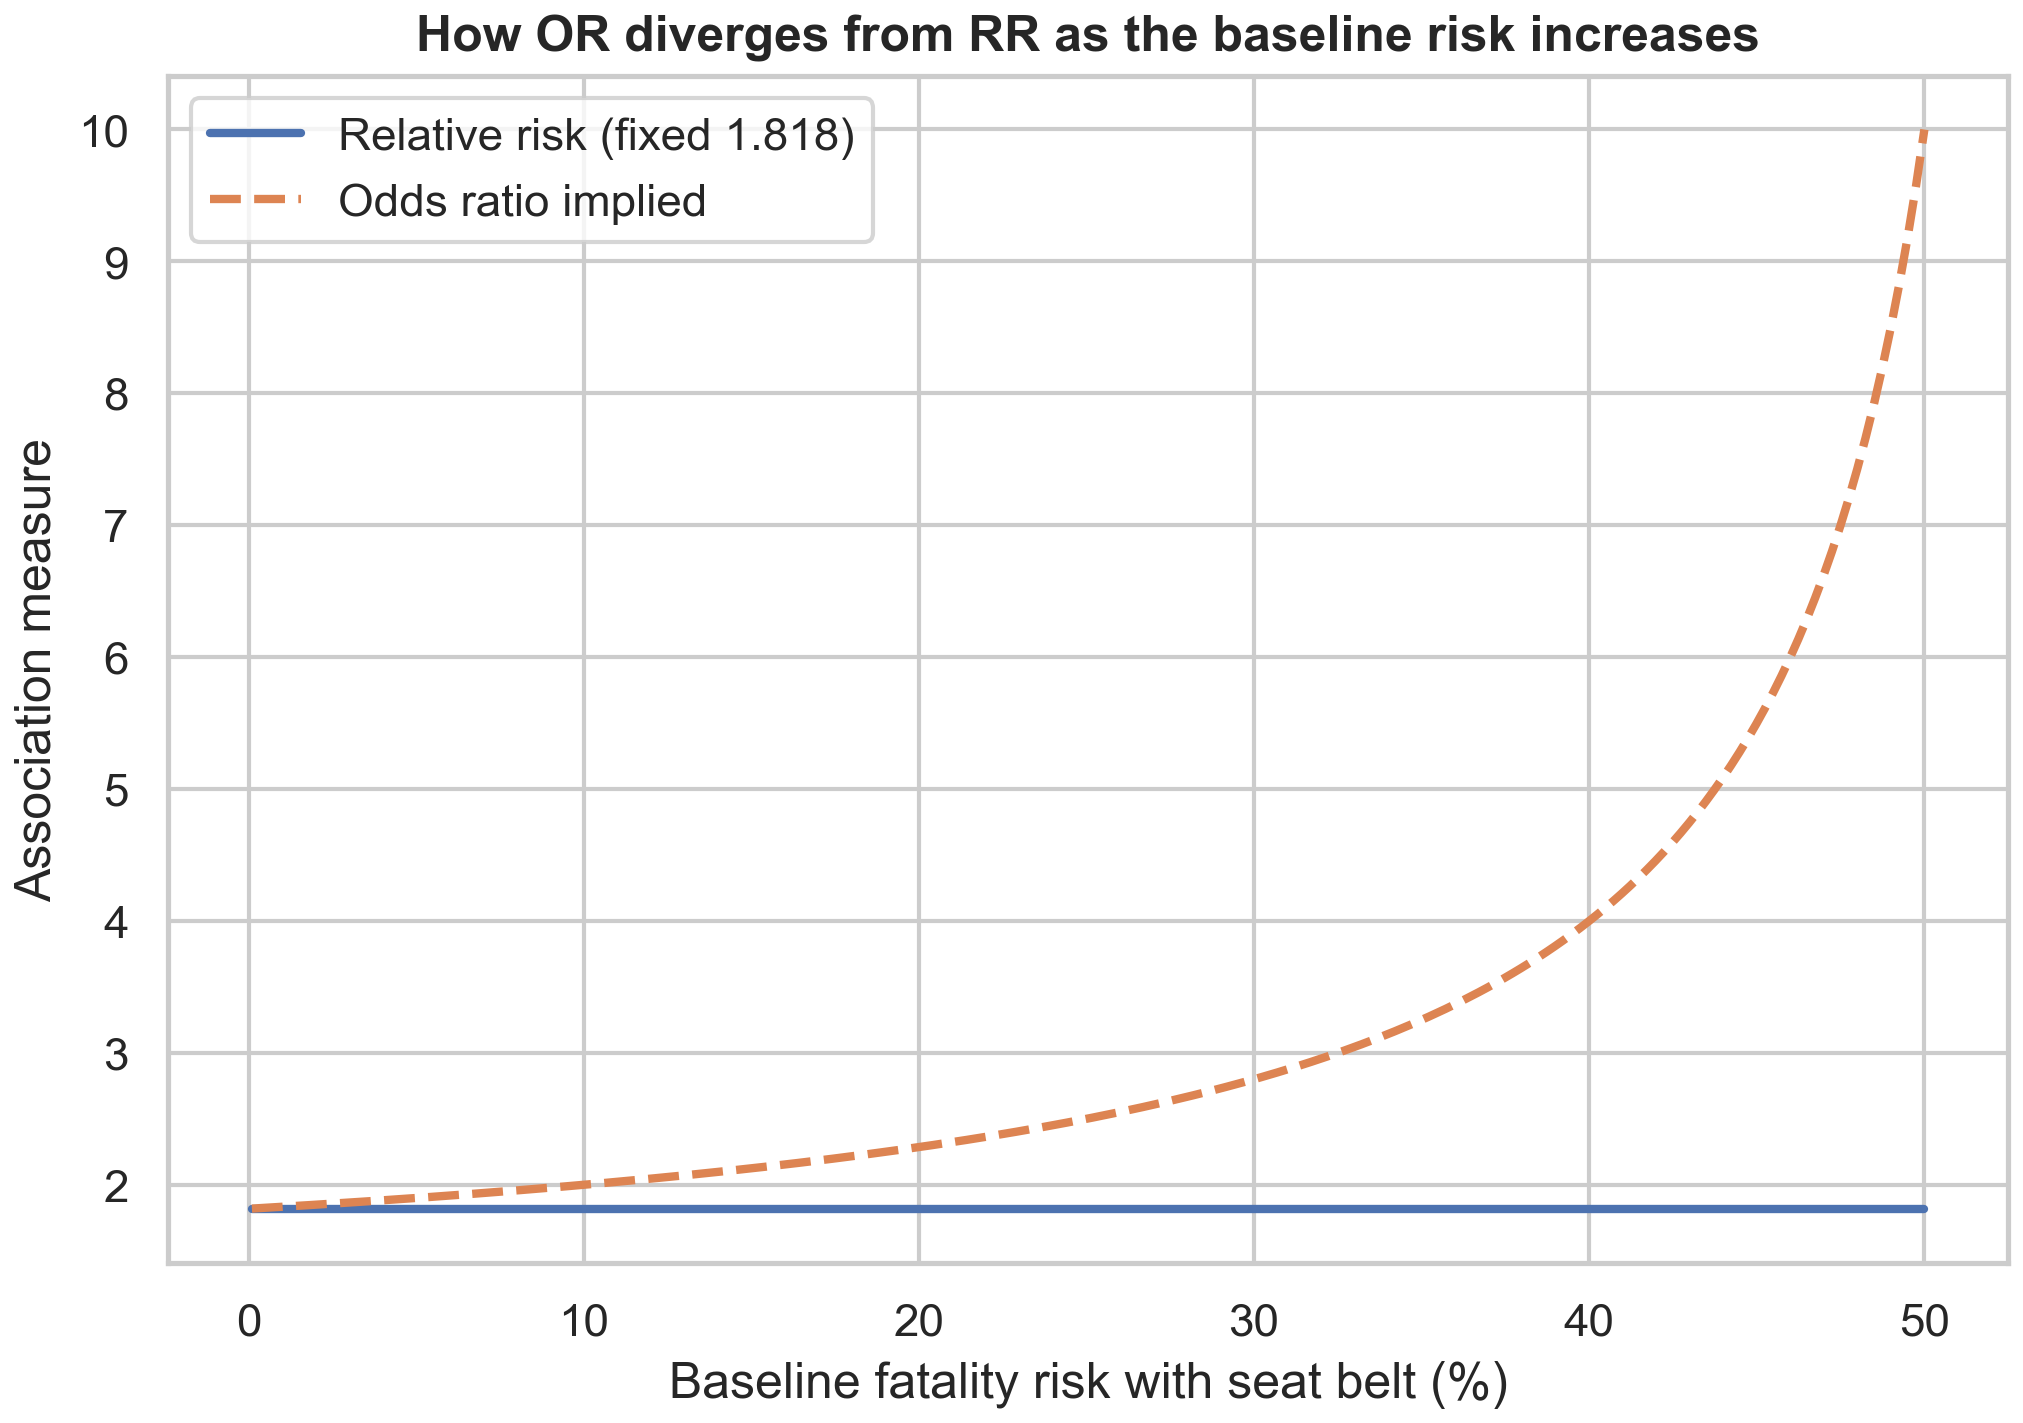 How OR diverges from RR as the baseline risk increases
Relative risk (fixed 1.818)
Odds ratio implied
Association measure
10
9
8
7
6
5
4
3
2
0 10 20 30 40 50
Baseline fatality risk with seat belt (%)